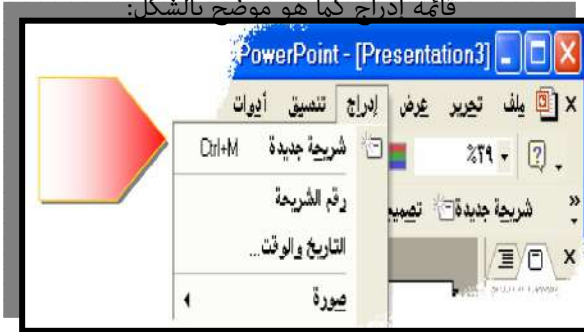 قائمة إدراج كما هو موضح بالشكل:
PowerPoint - [Presentation3]
ملف تحرير عرض إدراج تنسيق أدوات
شريحة جديدة Ctrl+M
%٣٩
رقم الشريحة
شريحة جديدة تصميم
التاريخ والوقت...
صورة